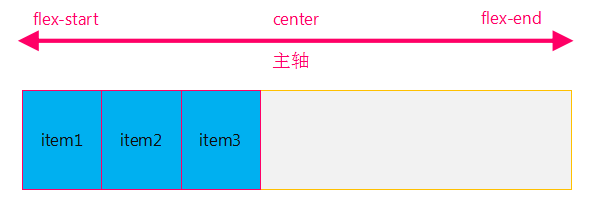 flex-start center flex-end
主轴
item1 item2 item3